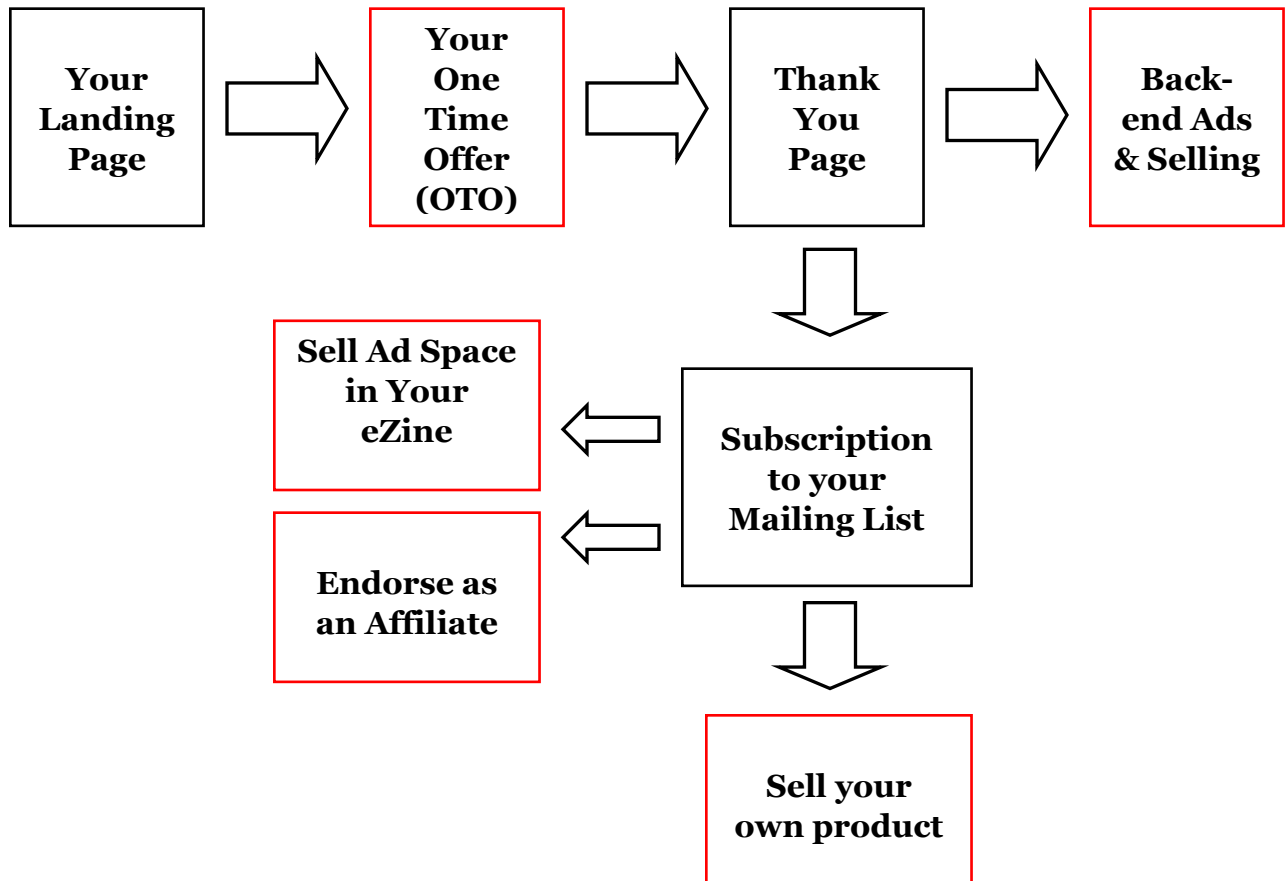 Your
Landing
Page
Your
One
Time
Offer
(OTO)
Thank
You
Page
Back-
end Ads
& Selling
Sell Ad Space
in Your
eZine
Subscription
to your
Mailing List
Endorse as
an Affiliate
Sell your
own product